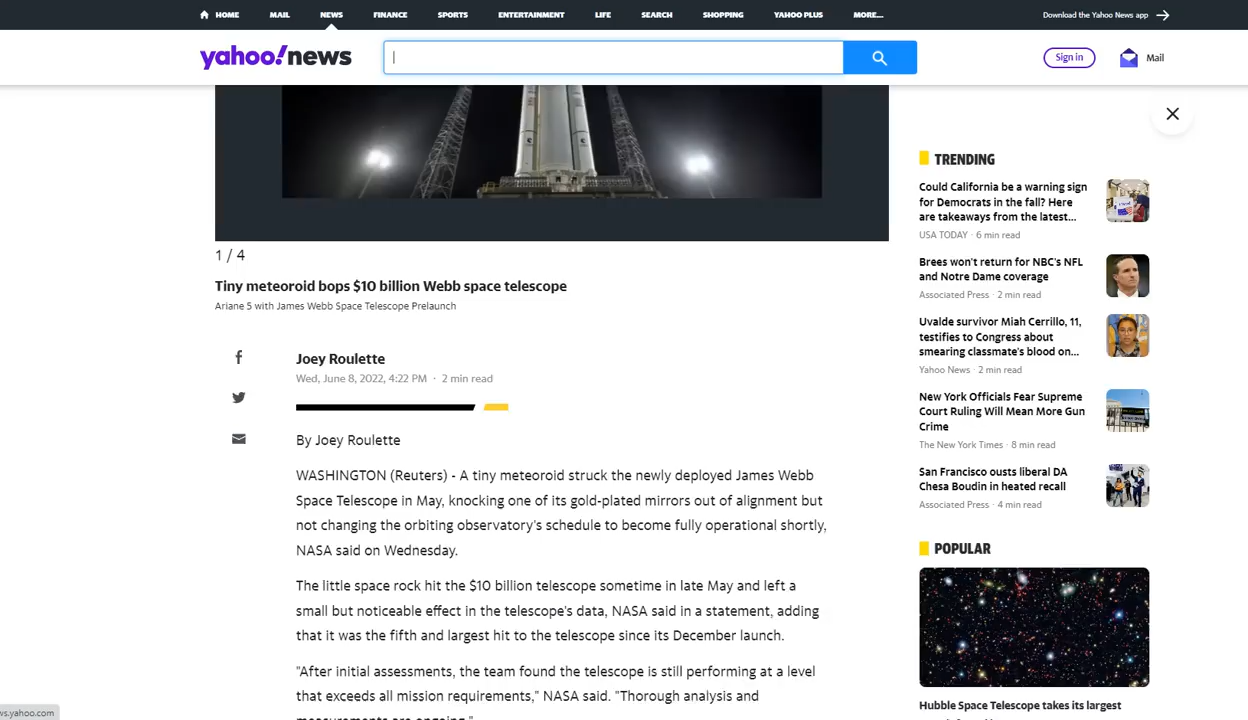 HOME MAIL NEWS FINANCE SPORTS ENTERTAINMENT LIFE SEARCH SHOPPING YAHOO PLUS MORE... Download the Yahoo News app
yahoo!news
Sign in
Mail
1 / 4
Tiny meteoroid bops $10 billion Webb space telescope
Ariane 5 with James Webb Space Telescope Prelaunch
Joey Roulette
Wed, June 8, 2022, 4:22 PM · 2 min read
By Joey Roulette
WASHINGTON (Reuters) - A tiny meteoroid struck the newly deployed James Webb
Space Telescope in May, knocking one of its gold-plated mirrors out of alignment but
not changing the orbiting observatory's schedule to become fully operational shortly,
NASA said on Wednesday.
The little space rock hit the $10 billion telescope sometime in late May and left a
small but noticeable effect in the telescope's data, NASA said in a statement, adding
that it was the fifth and largest hit to the telescope since its December launch.
"After initial assessments, the team found the telescope is still performing at a level
that exceeds all mission requirements," NASA said. "Thorough analysis and
measurements are ongoing."
TRENDING
Could California be a warning sign
for Democrats in the fall? Here
are takeaways from the latest...
USA TODAY · 6 min read
Brees won't return for NBC's NFL
and Notre Dame coverage
Associated Press · 2 min read
Uvalde survivor Miah Cerrillo, 11,
testifies to Congress about
smearing classmate's blood on...
Yahoo News · 2 min read
New York Officials Fear Supreme
Court Ruling Will Mean More Gun
Crime
The New York Times · 8 min read
San Francisco ousts liberal DA
Chesa Boudin in heated recall
Associated Press · 4 min read
POPULAR
Hubble Space Telescope takes its largest
ws.yahoo.com